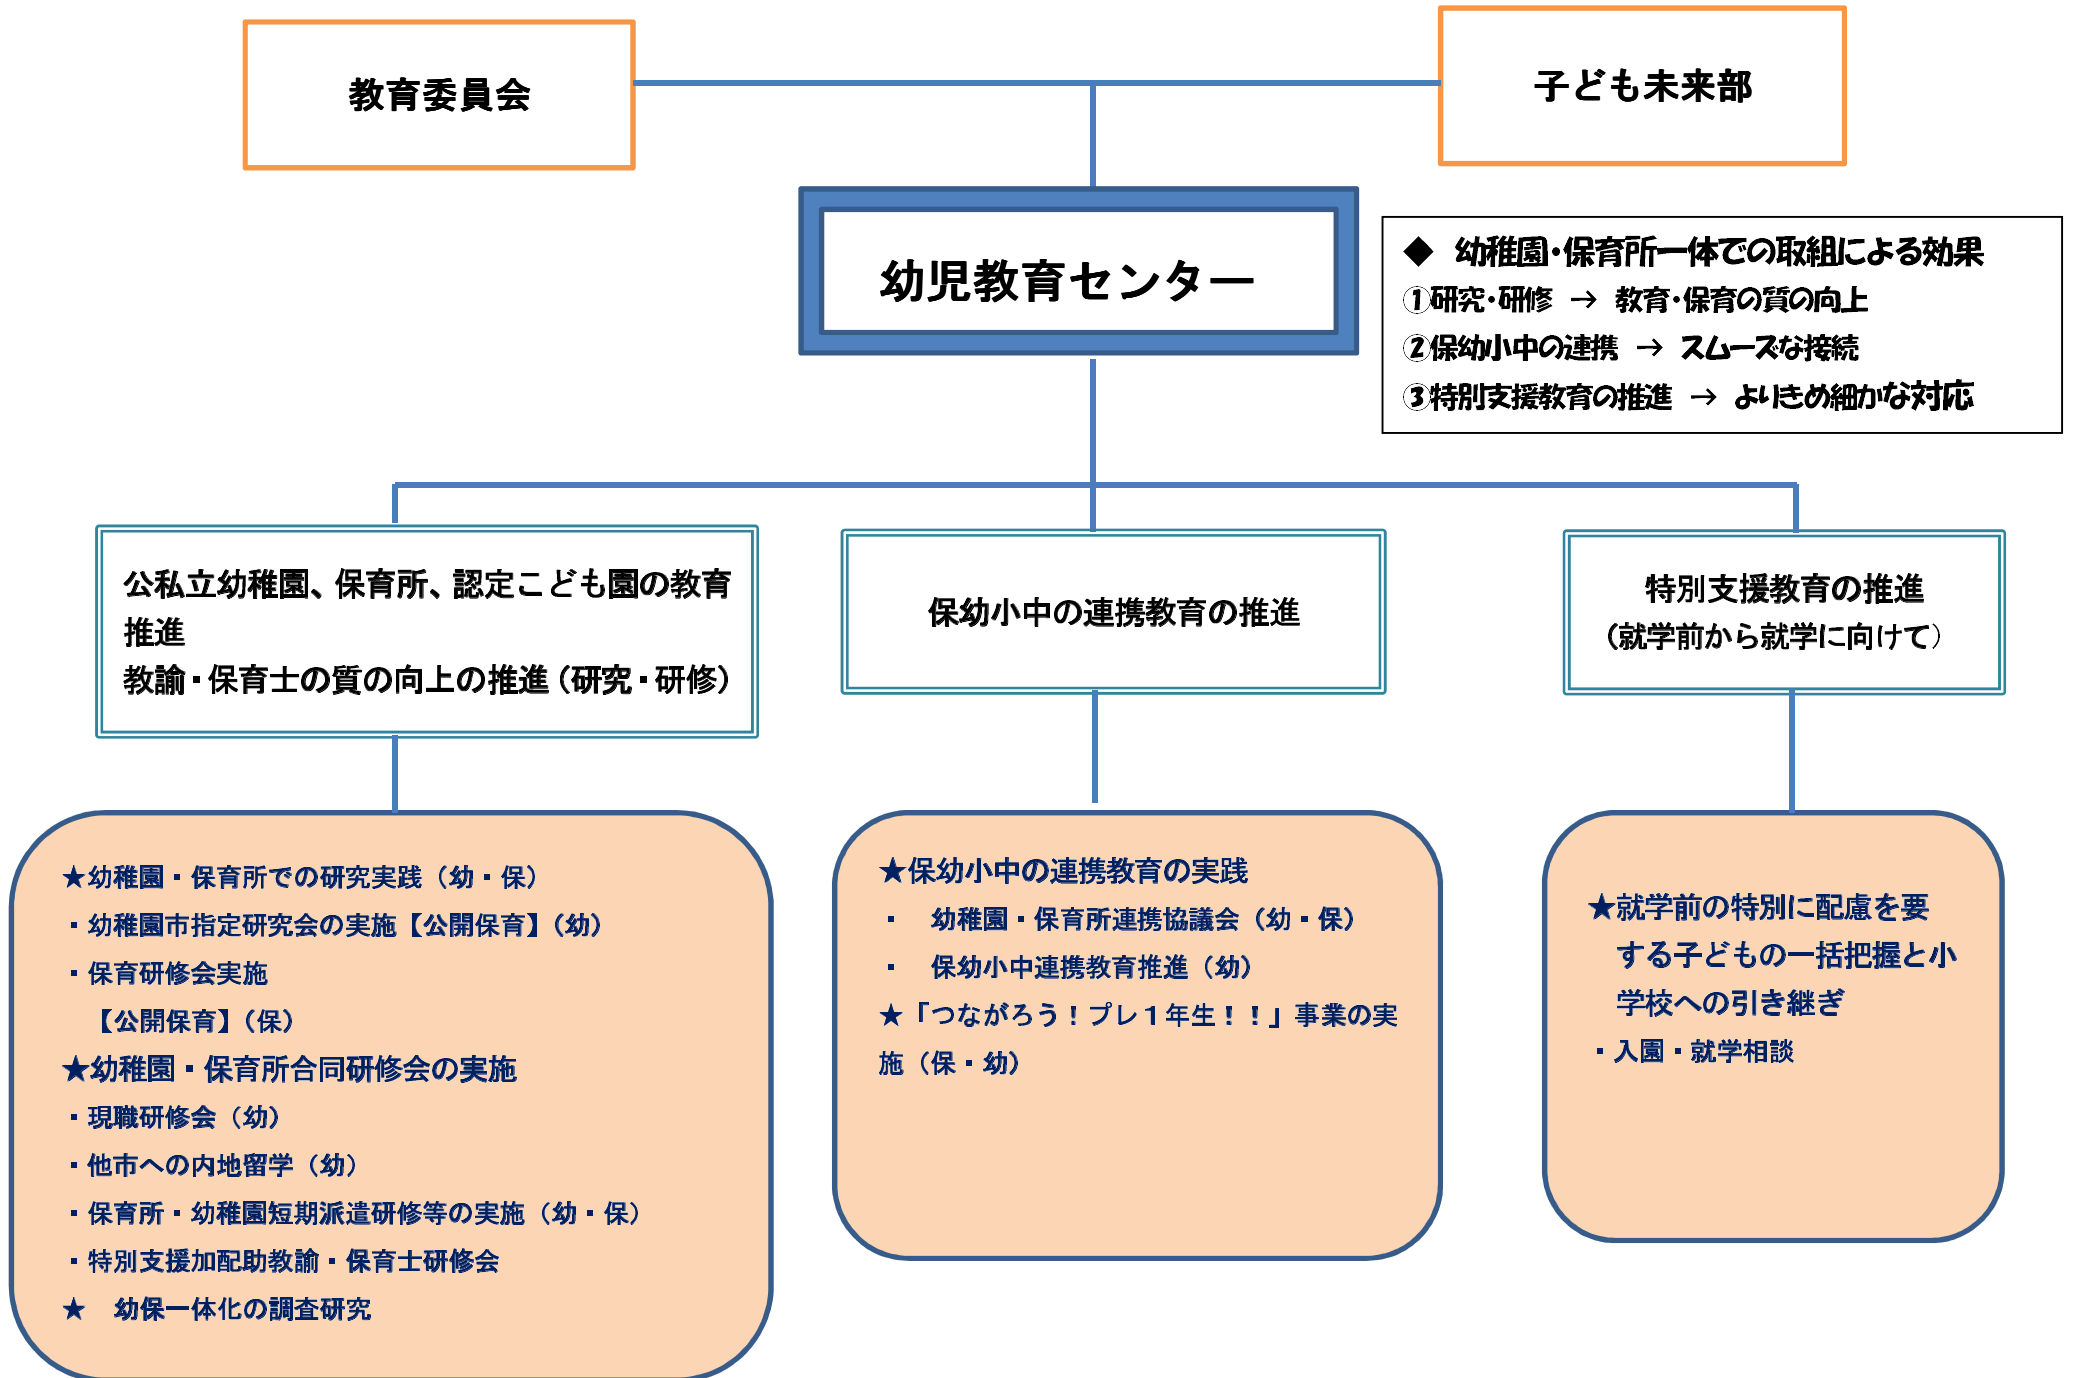 教育委員会
子ども未来部
幼児教育センター
◆　幼稚園・保育所一体での取組による効果
①研究・研修　→　教育・保育の質の向上
②保幼小中の連携　→　スムーズな接続
③特別支援教育の推進　→　よりきめ細かな対応
公私立幼稚園、保育所、認定こども園の教育
推進
教諭・保育士の質の向上の推進（研究・研修）
保幼小中の連携教育の推進
特別支援教育の推進
（就学前から就学に向けて）
★幼稚園・保育所での研究実践（幼・保）
・幼稚園市指定研究会の実施【公開保育】（幼）
・保育研修会実施
【公開保育】（保）
★幼稚園・保育所合同研修会の実施
・現職研修会（幼）
・他市への内地留学（幼）
・保育所・幼稚園短期派遣研修等の実施（幼・保）
・特別支援加配助教諭・保育士研修会
★　幼保一体化の調査研究
★保幼小中の連携教育の実践
・　幼稚園・保育所連携協議会（幼・保）
・　保幼小中連携教育推進（幼）
★「つながろう！プレ１年生！！」事業の実
施（保・幼）
★就学前の特別に配慮を要
する子どもの一括把握と小
学校への引き継ぎ
・入園・就学相談